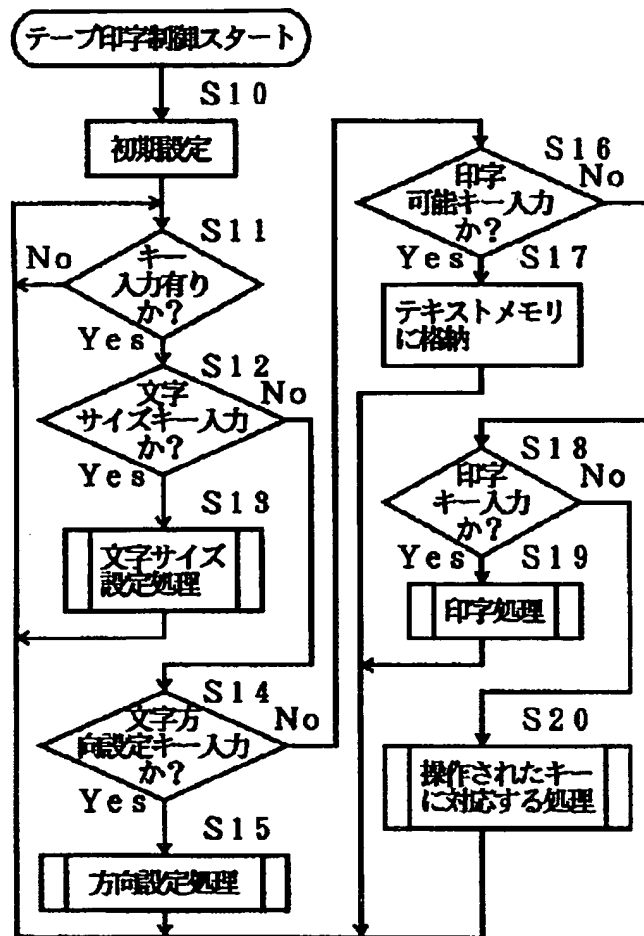 テープ印字制御スタート
S10
初期設定
S11
キー
入力有り
か?
No
Yes
S12
文字
サイズキー入力
か?
No
Yes
S13
文字サイズ
設定処理
S14
文字方
向設定キー入力
か?
No
Yes
S15
方向設定処理
S16
印字
可能キー入力
か?
No
Yes
S17
テキストメモリ
に格納
S18
印字
キー入力
か?
No
Yes
S19
印字処理
S20
操作されたキー
に対応する処理